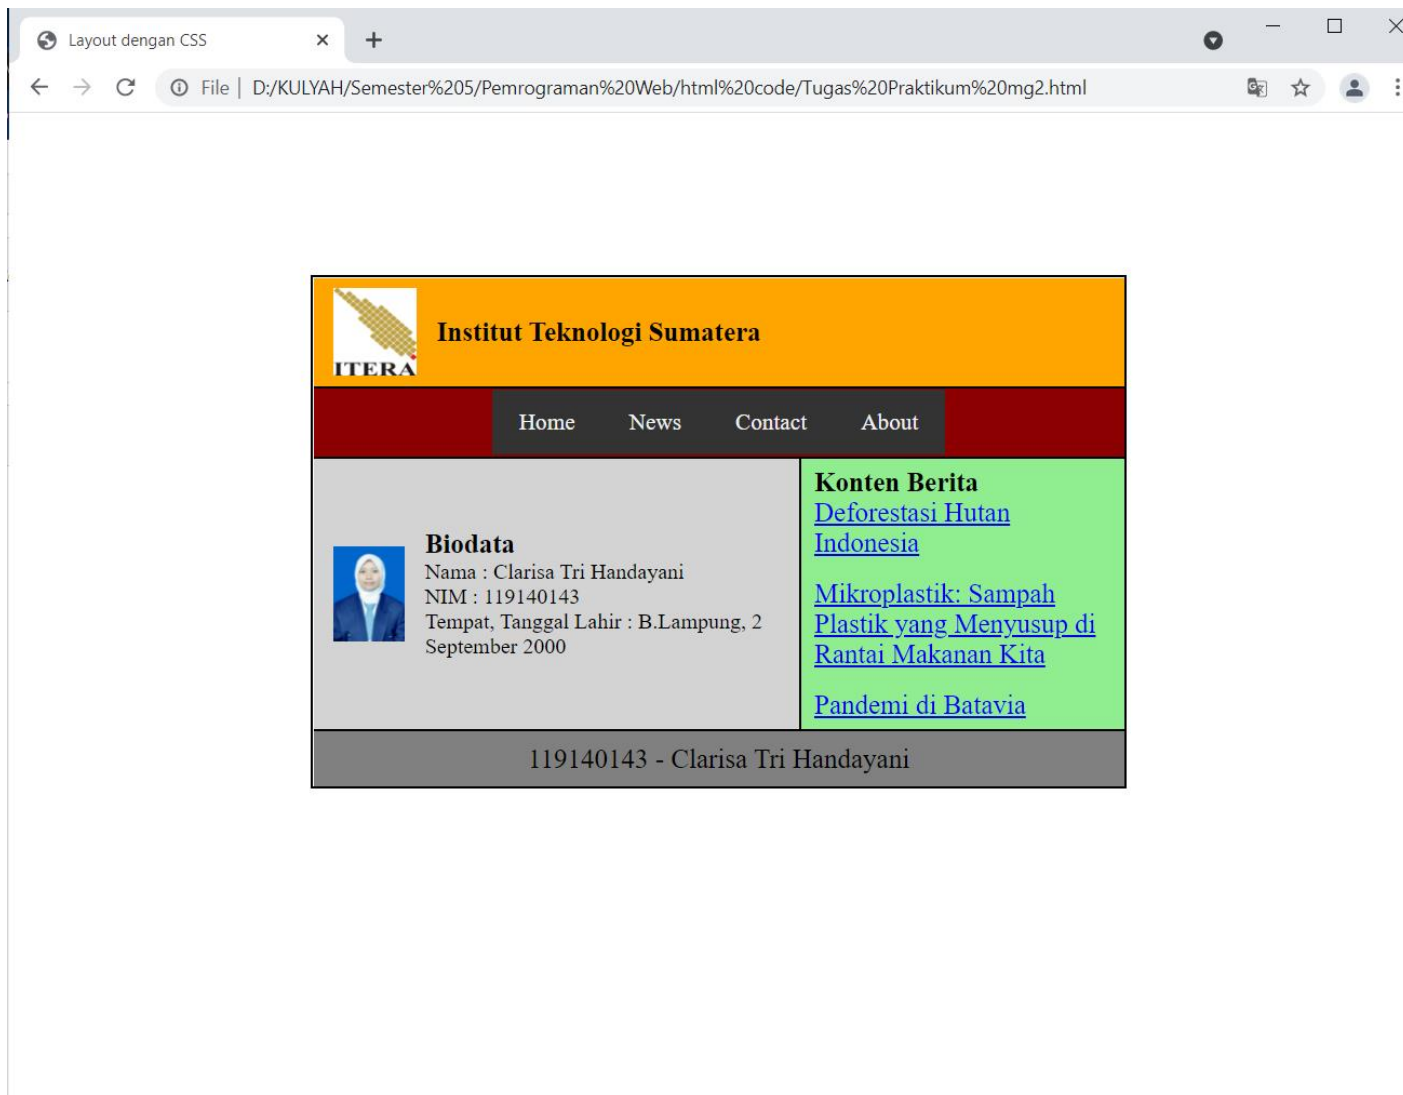 Layout dengan CSS
File | D:/KULYAH/Semester%205/Pemrograman%20Web/html%20code/Tugas%20Praktikum%20mg2.html
ITERA
Institut Teknologi Sumatera
Home News Contact About
Biodata
Nama : Clarisa Tri Handayani
NIM : 119140143
Tempat, Tanggal Lahir : B.Lampung, 2
September 2000
Konten Berita
Deforestasi Hutan
Indonesia
Mikroplastik: Sampah
Plastik yang Menyusup di
Rantai Makanan Kita
Pandemi di Batavia
119140143 - Clarisa Tri Handayani